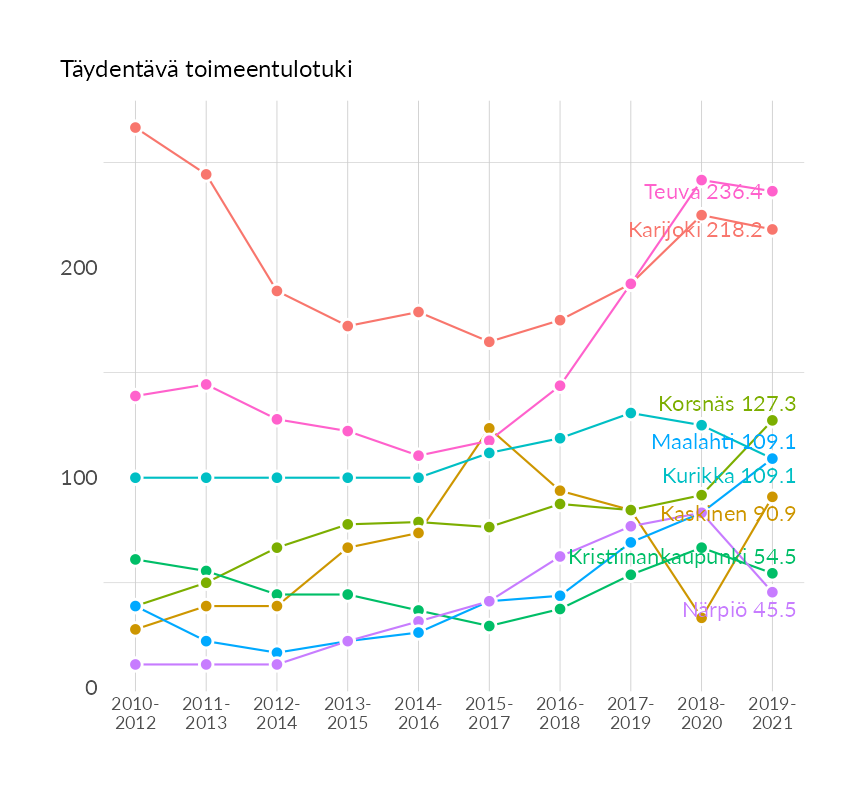 Täydentävä toimeentulotuki
Teuva 236.4
Karijoki 218.2
200
Korsnäs 127.3
Maalahti 109.1
Kurikka 109.1
100
Kaskinen 90.9
Kristiinankaupunki 54.5
Närpiö 45.5
0
2010- 2011- 2012- 2013- 2014- 2015- 2016- 2017- 2018- 2019-
2012 2013 2014 2015 2016 2017 2018 2019 2020 2021